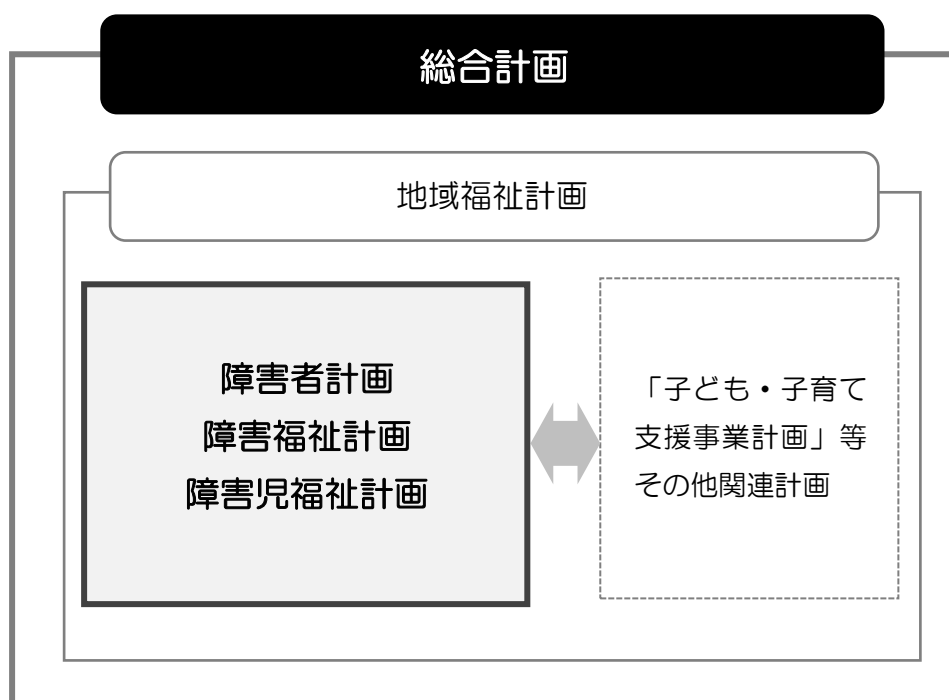 総合計画
地域福祉計画
障害者計画
障害福祉計画
障害児福祉計画
「子ども・子育て
支援事業計画」等
その他関連計画